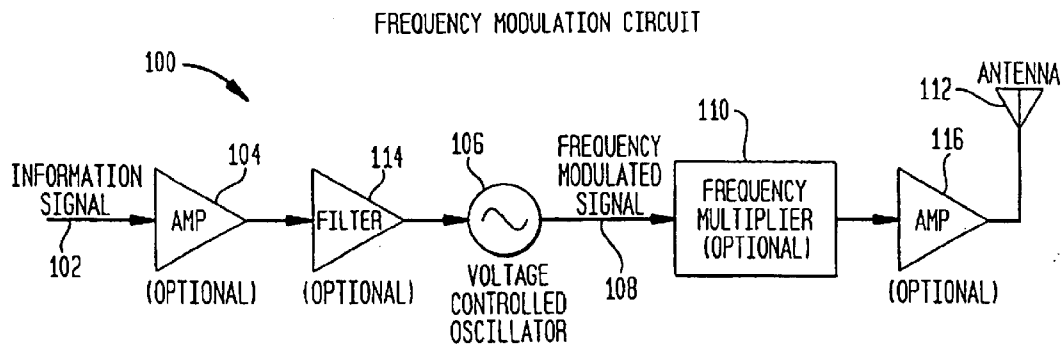 FREQUENCY MODULATION CIRCUIT
100
ANTENNA
112
110
104
114
106
116
INFORMATION
SIGNAL
FREQUENCY
MODULATED
SIGNAL
AMP
FILTER
FREQUENCY
MULTIPLIER
(OPTIONAL)
AMP
102
(OPTIONAL)
(OPTIONAL)
VOLTAGE
CONTROLLED
OSCILLATOR
108
(OPTIONAL)